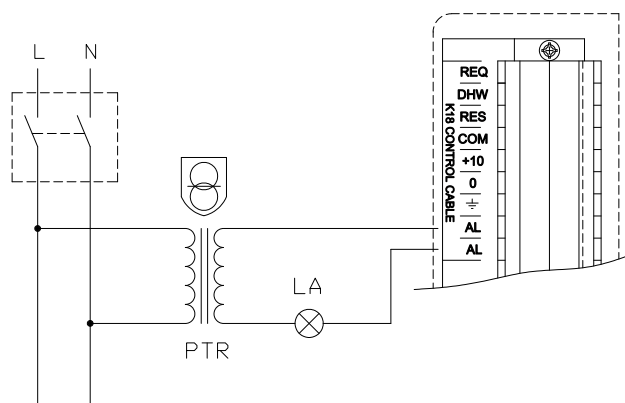 L N
REQ
DHW
RES
COM
+10
0
AL
AL
K18 CONTROL CABLE
LA
PTR